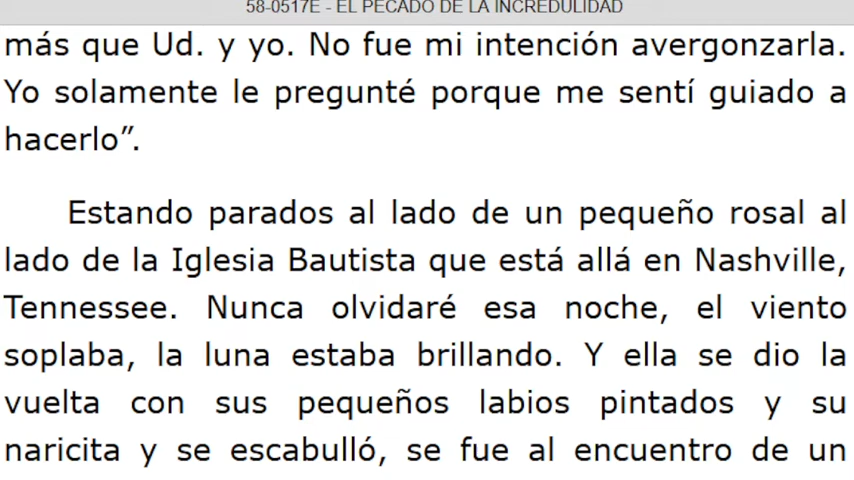 58-0517E - EL PECADO DE LA INCREDULIDAD
más que Ud. y yo. No fue mi intención avergonzarla.
Yo solamente le pregunté porque me sentí guiado a
hacerlo”.
Estando parados al lado de un pequeño rosal al
lado de la Iglesia Bautista que está allá en Nashville,
Tennessee. Nunca olvidaré esa noche, el viento
soplaba, la luna estaba brillando. Y ella se dio la
vuelta con sus pequeños labios pintados y su
naricita y se escabulló, se fue al encuentro de un